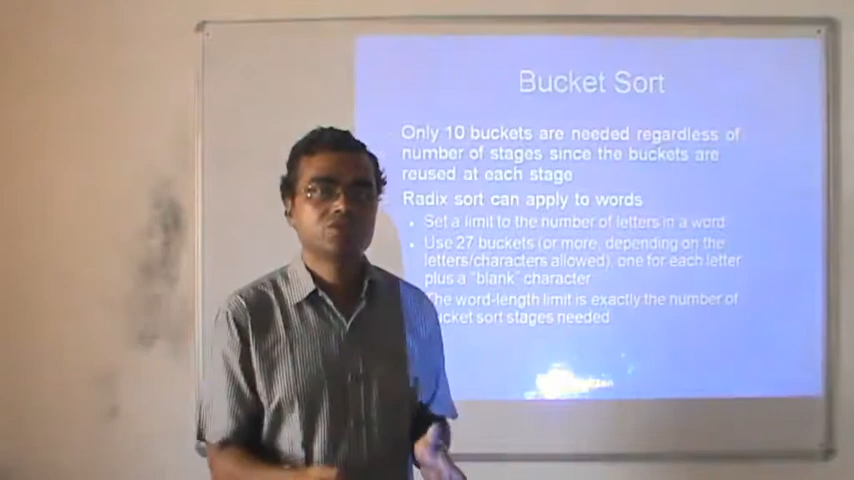 Bucket Sort
Only 10 buckets are needed regardless of
number of stages since the buckets are
reused at each stage
Radix sort can apply to words
• Set a limit to the number of letters in a word
• Use 27 buckets (or more, depending on the
letters/characters allowed), one for each letter
plus a "blank" character
The word-length limit is exactly the number of
bucket sort stages needed